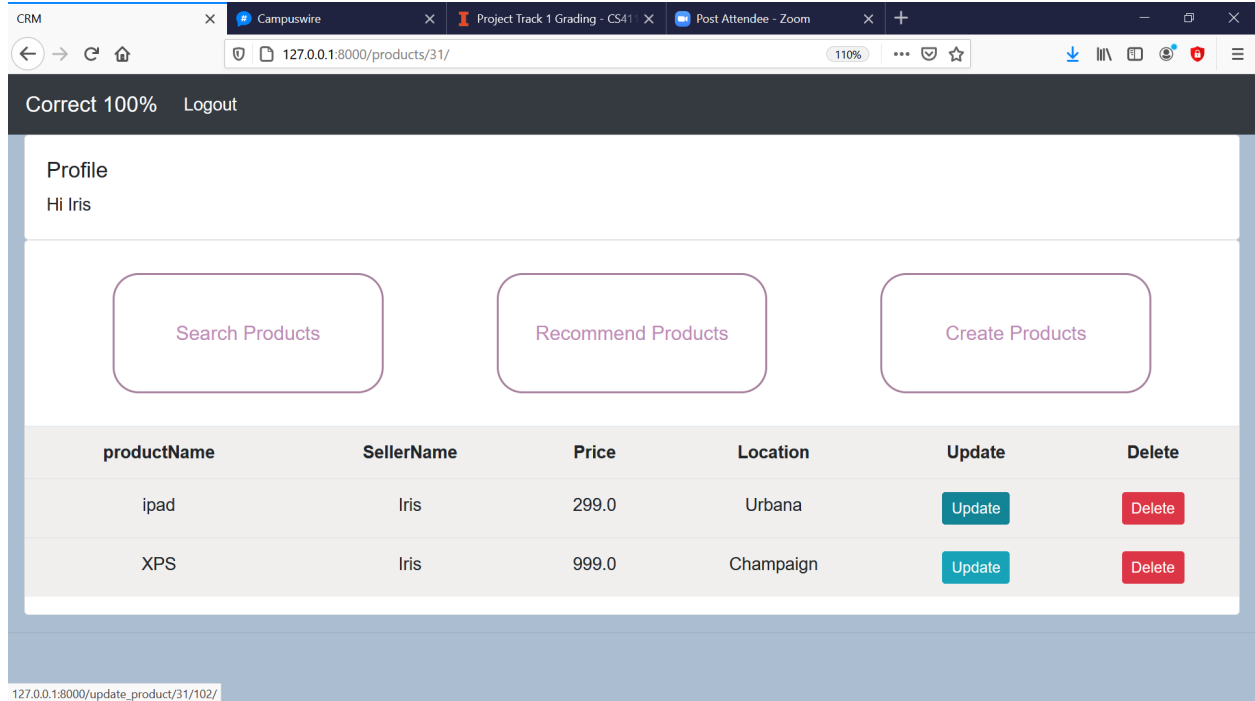 CRM
Campuswire
Project Track 1 Grading - CS411
Post Attendee - Zoom
127.0.0.1:8000/products/31/
110%
Correct 100% Logout
Profile
Hi Iris
Search Products
Recommend Products
Create Products
productName SellerName Price Location Update Delete
ipad Iris 299.0 Urbana Update Delete
XPS Iris 999.0 Champaign Update Delete
127.0.0.1:8000/update_product/31/102/